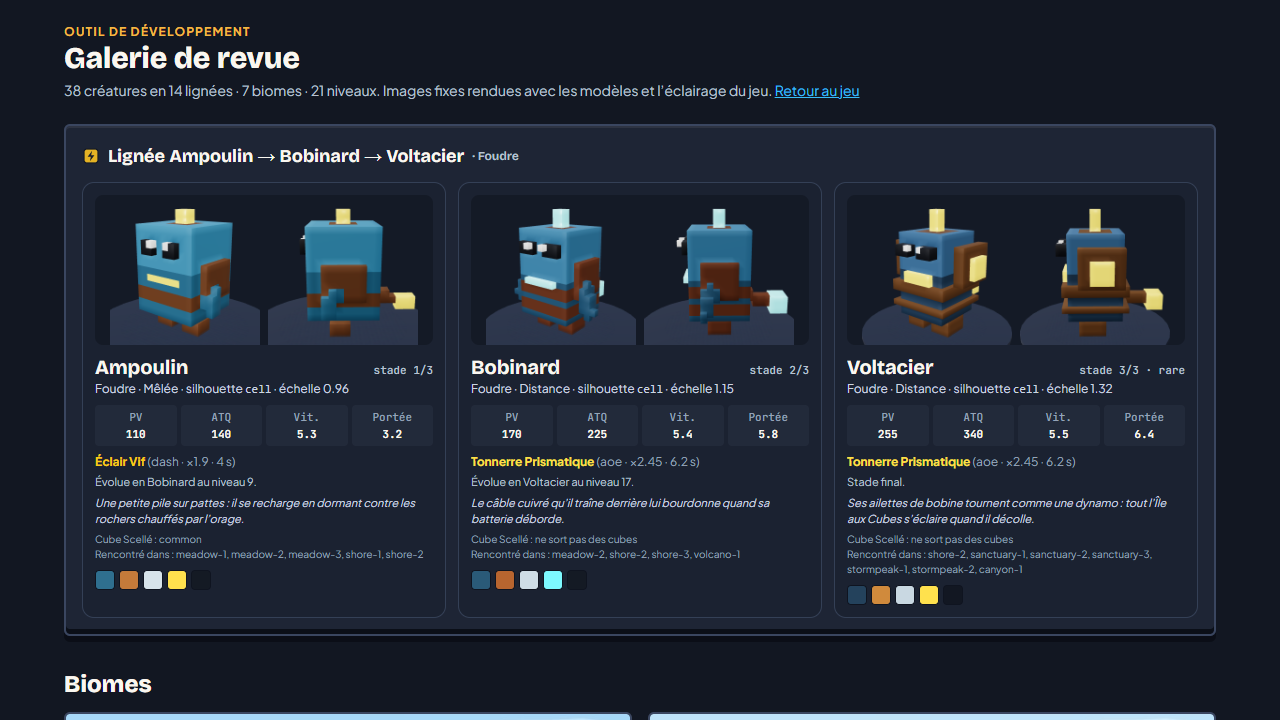 OUTIL DE DÉVELOPPEMENT
Galerie de revue
38 créatures en 14 lignées · 7 biomes · 21 niveaux. Images fixes rendues avec les modèles et l'éclairage du jeu. Retour au jeu
Lignée Ampoulin → Bobinard → Voltacier · Foudre
Ampoulin stade 1/3
Foudre · Mêlée · silhouette cell · échelle 0.96
PV ATQ Vit. Portée
110 140 5.3 3.2
Éclair Vif (dash · ×1.9 · 4 s)
Évolue en Bobinard au niveau 9.
Une petite pile sur pattes : il se recharge en dormant contre les
rochers chauffés par l'orage.
Cube Scellé : common
Rencontré dans : meadow-1, meadow-2, meadow-3, shore-1, shore-2
Bobinard stade 2/3
Foudre · Distance · silhouette cell · échelle 1.15
PV ATQ Vit. Portée
170 225 5.4 5.8
Tonnerre Prismatique (aoe · ×2.45 · 6.2 s)
Évolue en Voltacier au niveau 17.
Le câble cuivré qu'il traîne derrière lui bourdonne quand sa
batterie déborde.
Cube Scellé : ne sort pas des cubes
Rencontré dans : meadow-2, shore-2, shore-3, volcano-1
Voltacier stade 3/3 · rare
Foudre · Distance · silhouette cell · échelle 1.32
PV ATQ Vit. Portée
255 340 5.5 6.4
Tonnerre Prismatique (aoe · ×2.45 · 6.2 s)
Stade final.
Ses ailettes de bobine tournent comme une dynamo : tout l'Île
aux Cubes s'éclaire quand il décolle.
Cube Scellé : ne sort pas des cubes
Rencontré dans : shore-2, sanctuary-1, sanctuary-2, sanctuary-3,
stormpeak-1, stormpeak-2, canyon-1
Biomes